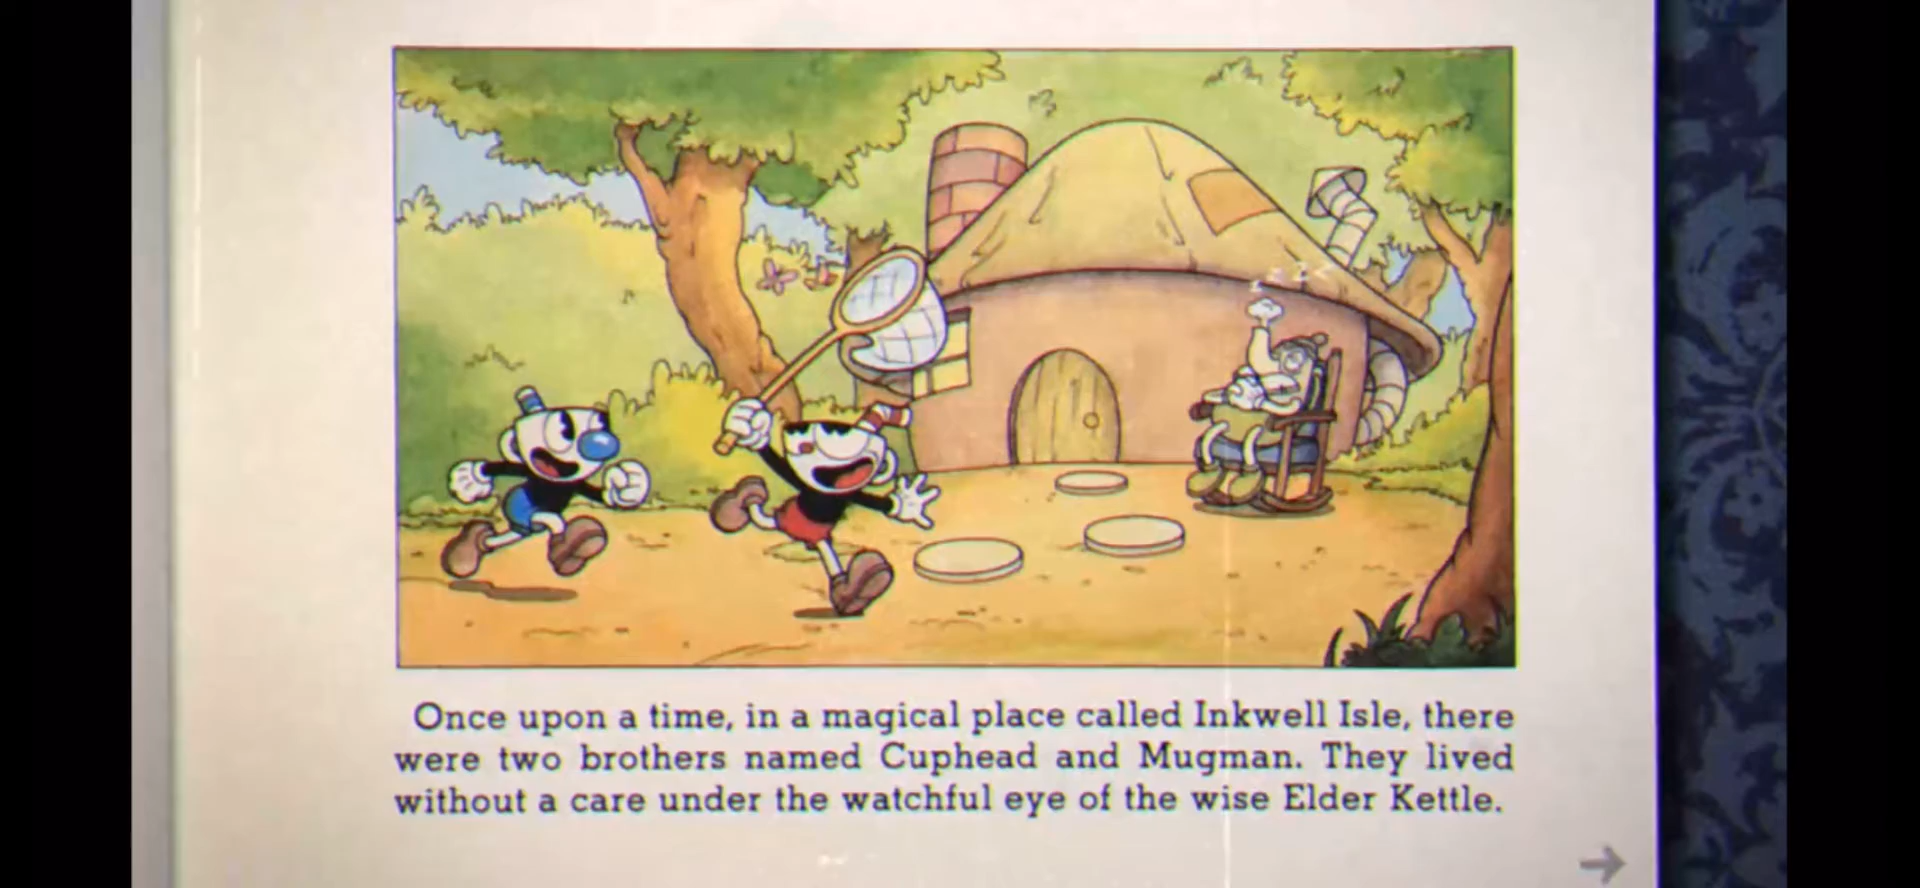 Once upon a time, in a magical place called Inkwell Isle, there
were two brothers named Cuphead and Mugman. They lived
without a care under the watchful eye of the wise Elder Kettle.